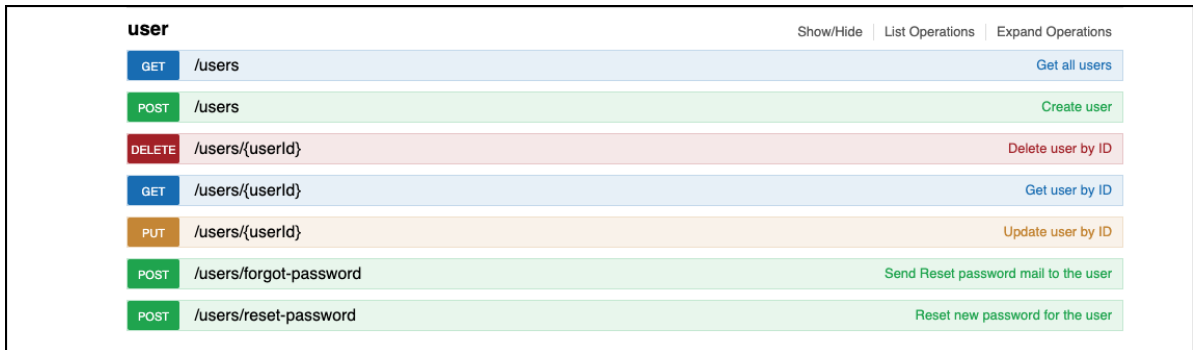 user Show/Hide List Operations Expand Operations
GET /users Get all users
POST /users Create user
DELETE /users/{userId} Delete user by ID
GET /users/{userId} Get user by ID
PUT /users/{userId} Update user by ID
POST /users/forgot-password Send Reset password mail to the user
POST /users/reset-password Reset new password for the user